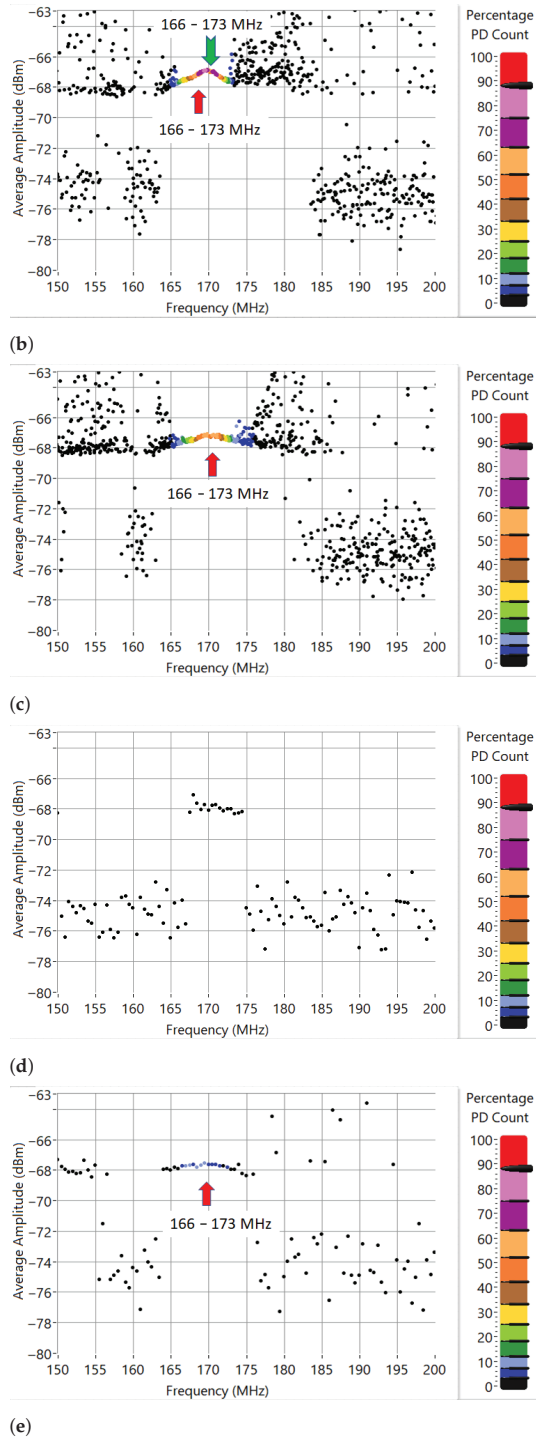 166 – 173 MHz
166 – 173 MHz
Average Amplitude (dBm)
−63
−66
−68
−70
−72
−74
−76
−78
−80
150 155 160 165 170 175 180 185 190 195 200
Frequency (MHz)
Percentage
PD Count
100
90
80
70
60
50
40
30
20
10
0
(b)
166 – 173 MHz
Average Amplitude (dBm)
−63
−66
−68
−70
−72
−74
−76
−78
−80
150 155 160 165 170 175 180 185 190 195 200
Frequency (MHz)
Percentage
PD Count
100
90
80
70
60
50
40
30
20
10
0
(c)
Average Amplitude (dBm)
−63
−66
−68
−70
−72
−74
−76
−78
−80
150 155 160 165 170 175 180 185 190 195 200
Frequency (MHz)
Percentage
PD Count
100
90
80
70
60
50
40
30
20
10
0
(d)
166 – 173 MHz
Average Amplitude (dBm)
−63
−66
−68
−70
−72
−74
−76
−78
−80
150 155 160 165 170 175 180 185 190 195 200
Frequency (MHz)
Percentage
PD Count
100
90
80
70
60
50
40
30
20
10
0
(e)